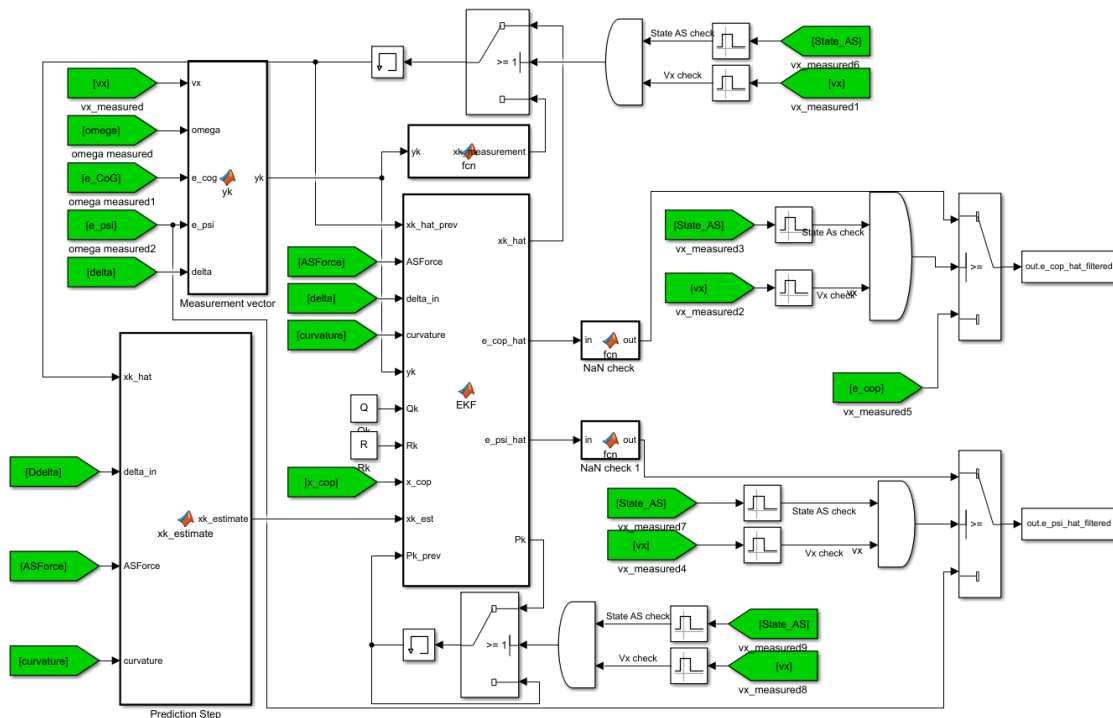 State AS check
[State_AS]
vx_measured6
>= 1
Vx check
[vx]
vx_measured1
[vx]
vx_measured
vx
[omega]
omega measured
omega
[e_CoG]
omega measured1
e_cog
yk
yk
[e_psi]
omega measured2
e_psi
[delta]
delta
Measurement vector
yk
xk_measurement
fcn
xk_hat_prev
xk_hat
[ASForce]
ASForce
[delta]
delta_in
[curvature]
curvature
e_cop_hat
yk
EKF
Q
Qk
Qk
R
Rk
Rk
e_psi_hat
[x_cop]
x_cop
xk_est
Pk
Pk_prev
in
out
fcn
NaN check
in
out
fcn
NaN check 1
[State_AS]
vx_measured3
State As check
[vx]
vx_measured2
Vx check
vx
>=
out.e_cop_hat_filtered
[e_cop]
vx_measured5
[State_AS]
vx_measured7
State AS check
[vx]
vx_measured4
Vx check
vx
>=
out.e_psi_hat_filtered
xk_hat
[Ddelta]
delta_in
xk_estimate
xk_estimate
[ASForce]
ASForce
[curvature]
curvature
Prediction Step
>= 1
State AS check
[State_AS]
vx_measured9
Vx check
[vx]
vx_measured8